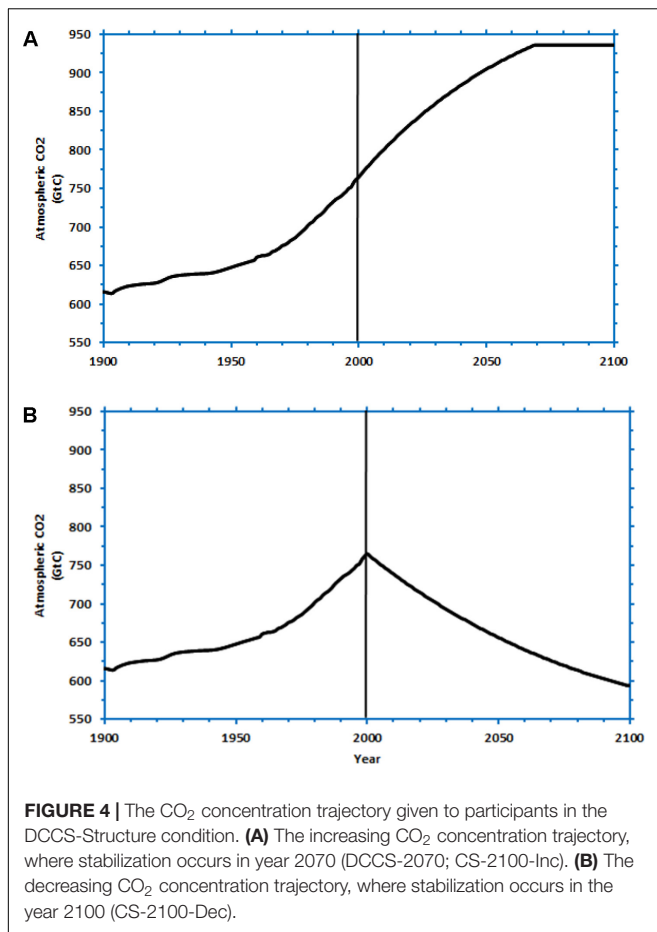 A
950
900
850
800
750
700
650
600
550
Atmospheric CO2
(GtC)
1900
1950
2000
2050
2100
B
950
900
850
800
750
700
650
600
550
Atmospheric CO2
(GtC)
1900
1950
2000
2050
2100
Year
FIGURE 4 | The CO₂ concentration trajectory given to participants in the
DCCS-Structure condition. (A) The increasing CO₂ concentration trajectory,
where stabilization occurs in year 2070 (DCCS-2070; CS-2100-Inc). (B) The
decreasing CO₂ concentration trajectory, where stabilization occurs in the
year 2100 (CS-2100-Dec).